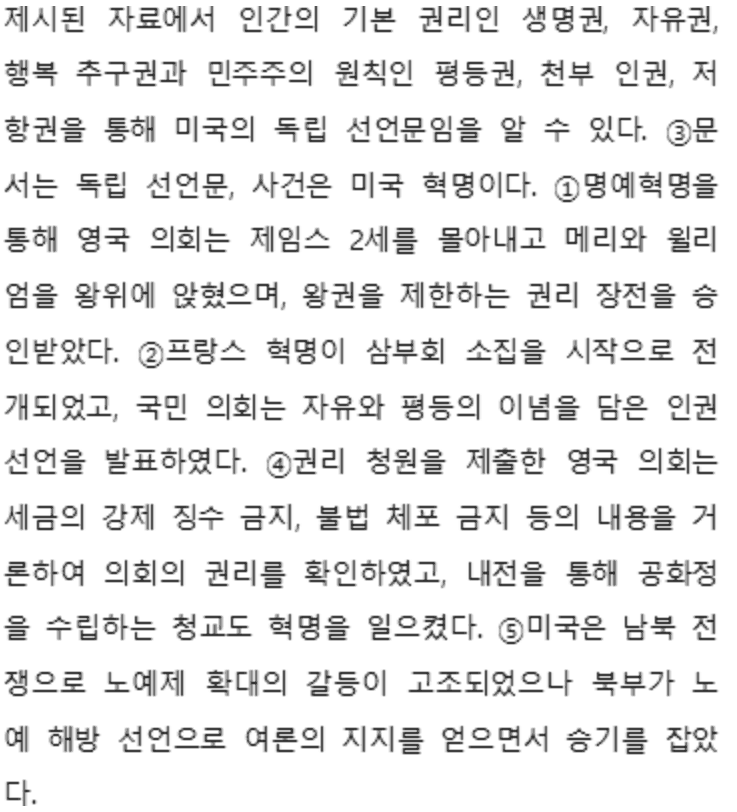 제시된 자료에서 인간의 기본 권리인 생명권, 자유권,
행복 추구권과 민주주의 원칙인 평등권, 천부 인권, 저
항권을 통해 미국의 독립 선언문임을 알 수 있다. ③문
서는 독립 선언문, 사건은 미국 혁명이다. ①명예혁명을
통해 영국 의회는 제임스 2세를 몰아내고 메리와 윌리
엄을 왕위에 앉혔으며, 왕권을 제한하는 권리 장전을 승
인받았다. ②프랑스 혁명이 삼부회 소집을 시작으로 전
개되었고, 국민 의회는 자유와 평등의 이념을 담은 인권
선언을 발표하였다. ④권리 청원을 제출한 영국 의회는
세금의 강제 징수 금지, 불법 체포 금지 등의 내용을 거
론하여 의회의 권리를 확인하였고, 내전을 통해 공화정
을 수립하는 청교도 혁명을 일으켰다. ⑤미국은 남북 전
쟁으로 노예제 확대의 갈등이 고조되었으나 북부가 노
예 해방 선언으로 여론의 지지를 얻으면서 승기를 잡았
다.